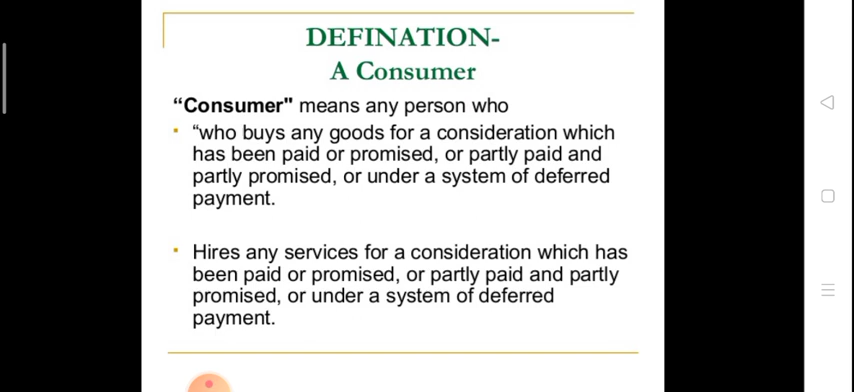 DEFINATION-
A Consumer
“Consumer" means any person who
▪ “who buys any goods for a consideration which
has been paid or promised, or partly paid and
partly promised, or under a system of deferred
payment.
▪ Hires any services for a consideration which has
been paid or promised, or partly paid and partly
promised, or under a system of deferred
payment.